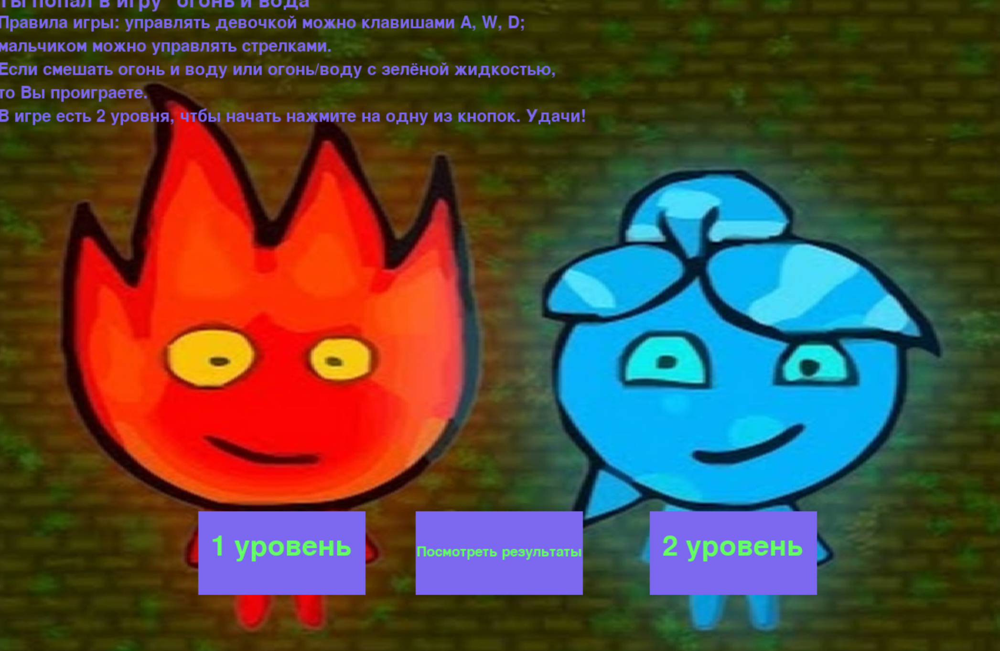 ты попал в игру "огонь и вода"
Правила игры: управлять девочкой можно клавишами A, W, D;
мальчиком можно управлять стрелками.
Если смешать огонь и воду или огонь/воду с зелёной жидкостью,
то Вы проиграете.
В игре есть 2 уровня, чтбы начать нажмите на одну из кнопок. Удачи!
1 уровень
Посмотреть результаты
2 уровень